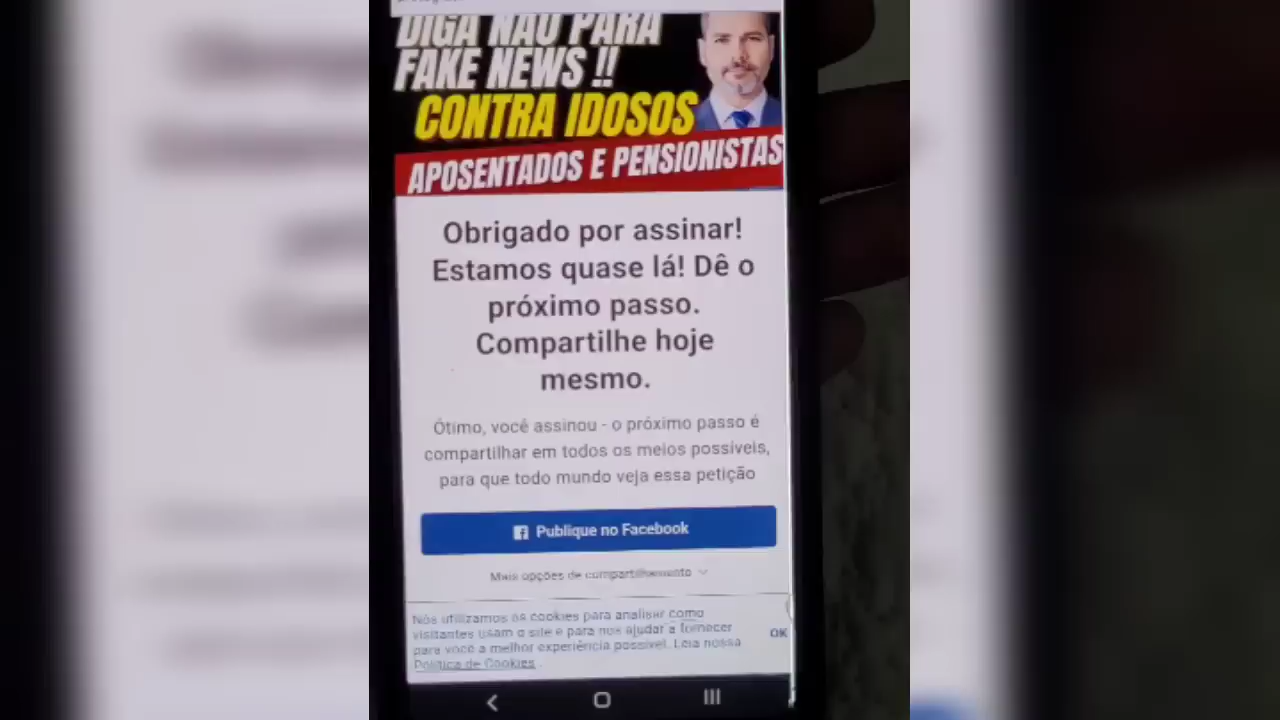 DIGA NÃO PARA
FAKE NEWS !!
CONTRA IDOSOS
APOSENTADOS E PENSIONISTAS
Obrigado por assinar!
Estamos quase lá! Dê o
próximo passo.
Compartilhe hoje
mesmo.
Ótimo, você assinou - o próximo passo é
compartilhar em todos os meios possíveis,
para que todo mundo veja essa petição
Publique no Facebook
Mais opções de compartilhamento
Nós utilizamos os cookies para analisar como
visitantes usam o site e para nos ajudar a fornecer
para você a melhor experiência possível. Leia nossa
Política de Cookies.
OK